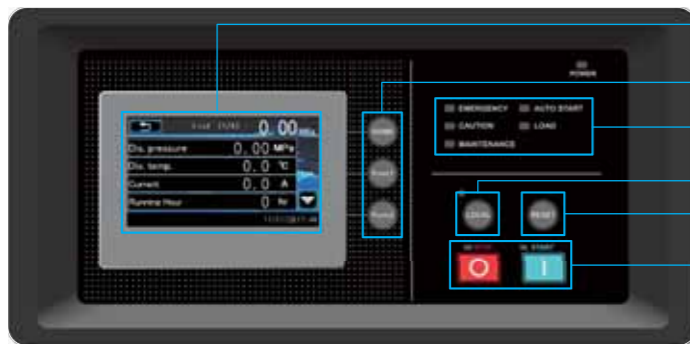 POWER
EMERGENCY AUTO START
CAUTION LOAD
MAINTENANCE
0.00 MPa
Dis. pressure 0.00 MPa
Dis. temp. 0.0 ℃
Current 0.0 A
Running Hour 0 hr
LOCAL RESET
STOP START